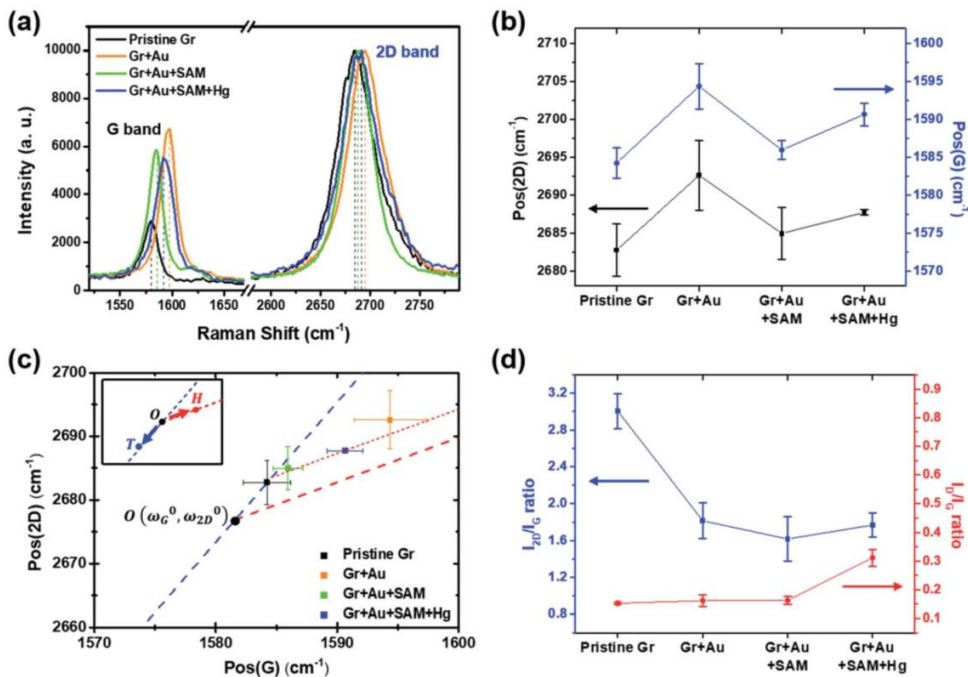 (a)
Pristine Gr
Gr+Au
Gr+Au+SAM
Gr+Au+SAM+Hg
2D band
G band
10000
8000
6000
4000
2000
0
Intensity (a. u.)
1550 1600 1650 2600 2650 2700 2750
Raman Shift (cm⁻¹)
(b)
2710
2705
2700
2695
2690
2685
2680
Pos(2D) (cm⁻¹)
1600
1595
1590
1585
1580
1575
1570
Pos(G) (cm⁻¹)
Pristine Gr
Gr+Au
Gr+Au
+SAM
Gr+Au
+SAM+Hg
(c)
2700
2690
2680
2670
2660
Pos(2D) (cm⁻¹)
O
H
T
O (ω_G⁰, ω_2D⁰)
Pristine Gr
Gr+Au
Gr+Au+SAM
Gr+Au+SAM+Hg
1570 1580 1590 1600
Pos(G) (cm⁻¹)
(d)
3.2
2.8
2.4
2.0
1.6
1.2
0.8
I2D/IG ratio
0.9
0.8
0.7
0.6
0.5
0.4
0.3
0.2
0.1
ID/IG ratio
Pristine Gr
Gr+Au
Gr+Au
+SAM
Gr+Au
+SAM+Hg